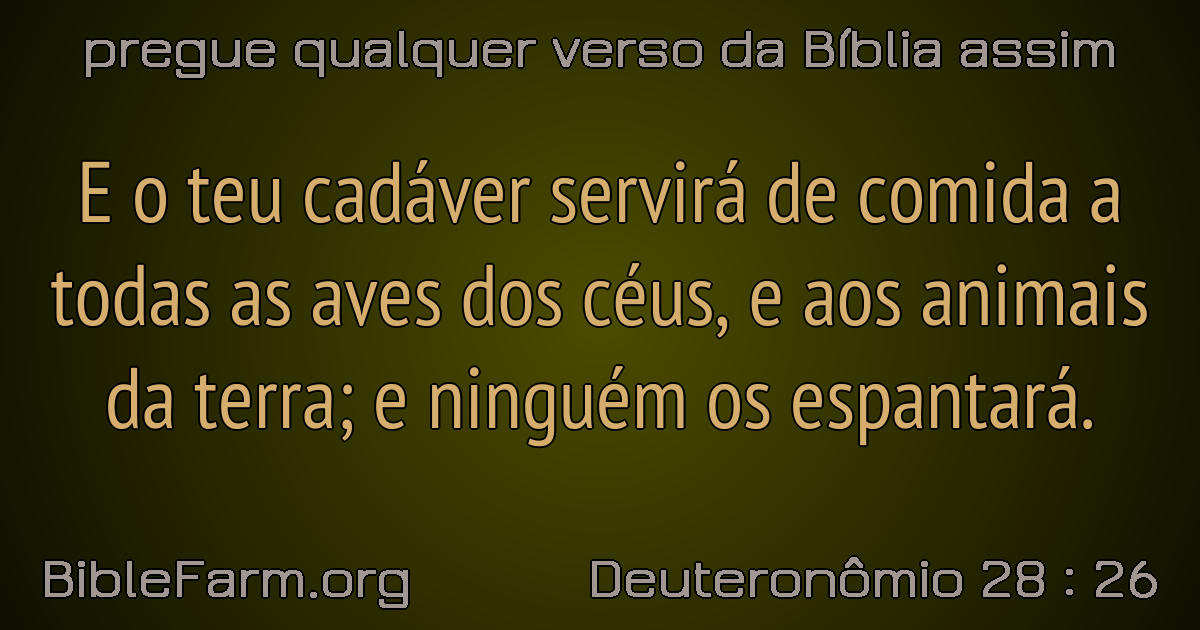 pregue qualquer verso da Bíblia assim
E o teu cadáver servirá de comida a
todas as aves dos céus, e aos animais
da terra; e ninguém os espantará.
BibleFarm.org
Deuteronômio 28 : 26